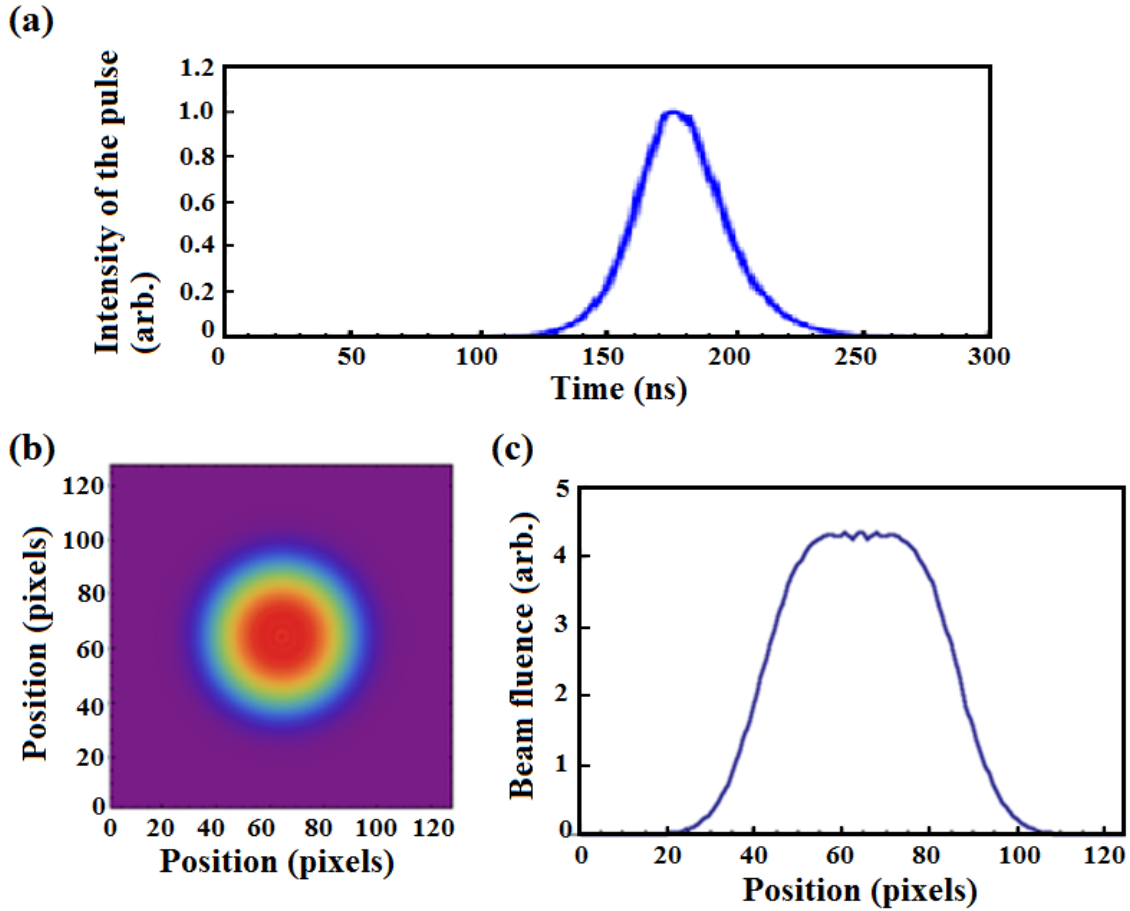 (a)
Intensity of the pulse
(arb.)
1.2
1.0
0.8
0.6
0.4
0.2
0
0 50 100 150 200 250 300
Time (ns)
(b)
Position (pixels)
120
100
80
60
40
20
0
0 20 40 60 80 100 120
Position (pixels)
(c)
Beam fluence (arb.)
5
4
3
2
1
0
0 20 40 60 80 100 120
Position (pixels)